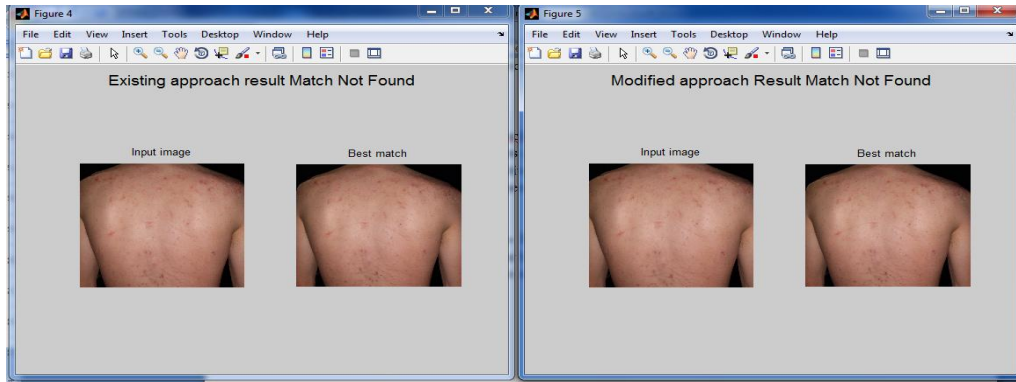 Figure 4
File Edit View Insert Tools Desktop Window Help
Existing approach result Match Not Found
Input image
Best match
Figure 5
File Edit View Insert Tools Desktop Window Help
Modified approach Result Match Not Found
Input image
Best match